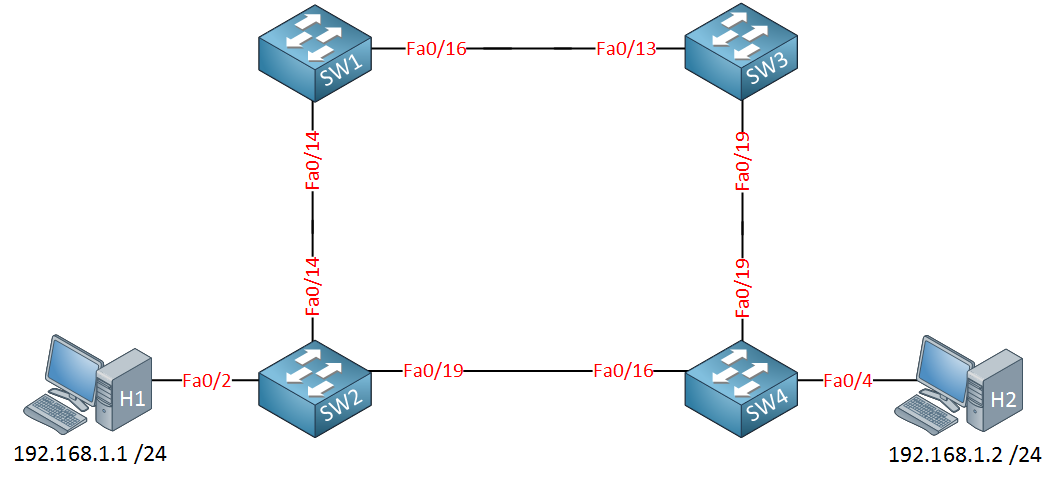 SW1
Fa0/16
Fa0/13
SW3
Fa0/14
Fa0/19
Fa0/14
Fa0/19
H1
Fa0/2
SW2
Fa0/19
Fa0/16
SW4
Fa0/4
H2
192.168.1.1 /24
192.168.1.2 /24